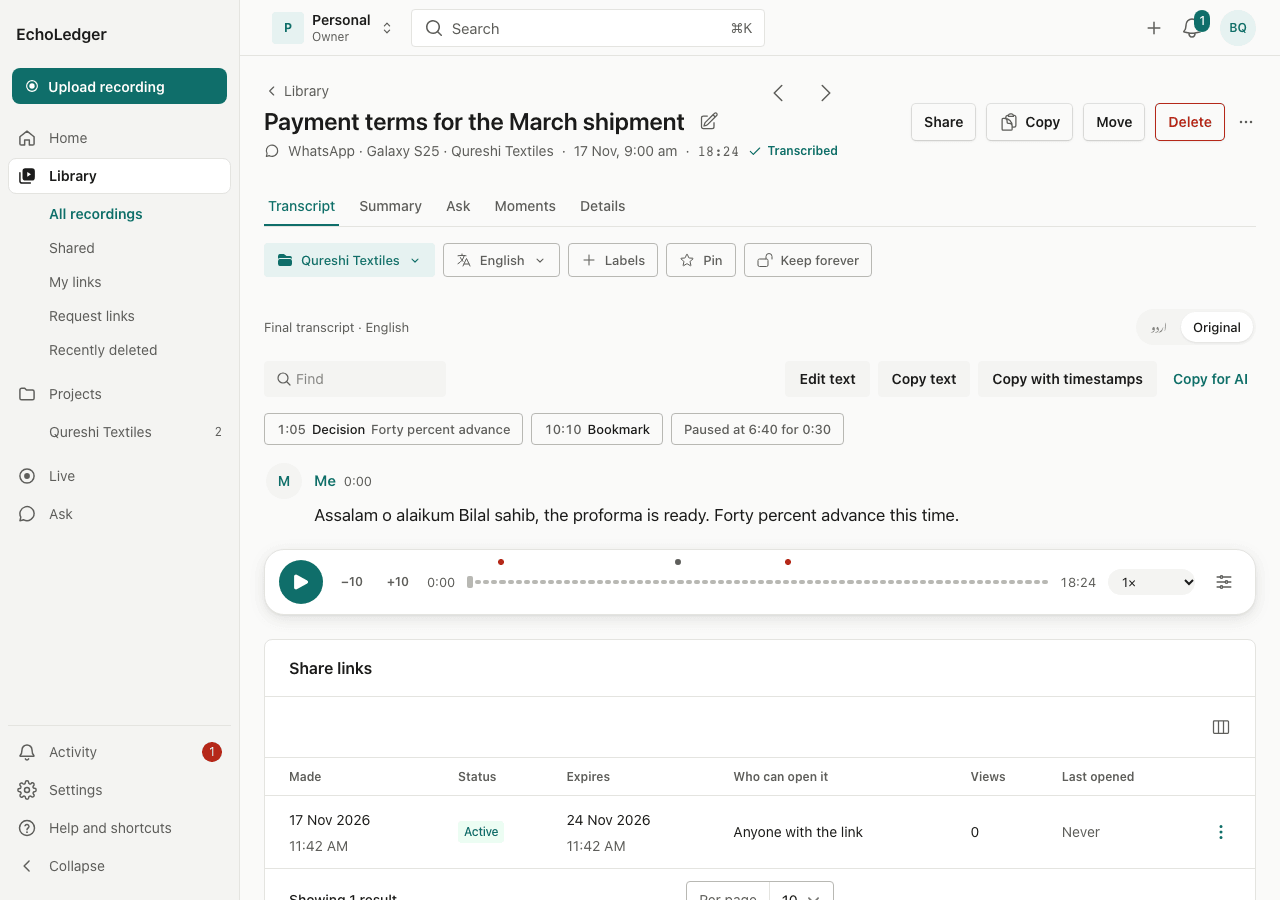 EchoLedger
P
Personal
Owner
Search
⌘K
1
BQ
Upload recording
Home
Library
All recordings
Shared
My links
Request links
Recently deleted
Projects
Qureshi Textiles 2
Live
Ask
Activity 1
Settings
Help and shortcuts
Collapse
Library
Payment terms for the March shipment
Share
Copy
Move
Delete
WhatsApp · Galaxy S25 · Qureshi Textiles · 17 Nov, 9:00 am · 18:24 Transcribed
Transcript Summary Ask Moments Details
Qureshi Textiles English Labels Pin Keep forever
Final transcript · English
اردو Original
Find
Edit text Copy text Copy with timestamps Copy for AI
1:05 Decision Forty percent advance
10:10 Bookmark
Paused at 6:40 for 0:30
M Me 0:00
Assalam o alaikum Bilal sahib, the proforma is ready. Forty percent advance this time.
−10 +10 0:00 18:24 1×
Share links
Made Status Expires Who can open it Views Last opened
17 Nov 2026 Active 24 Nov 2026 Anyone with the link 0 Never
11:42 AM 11:42 AM
Showing 1 result
Per page 10